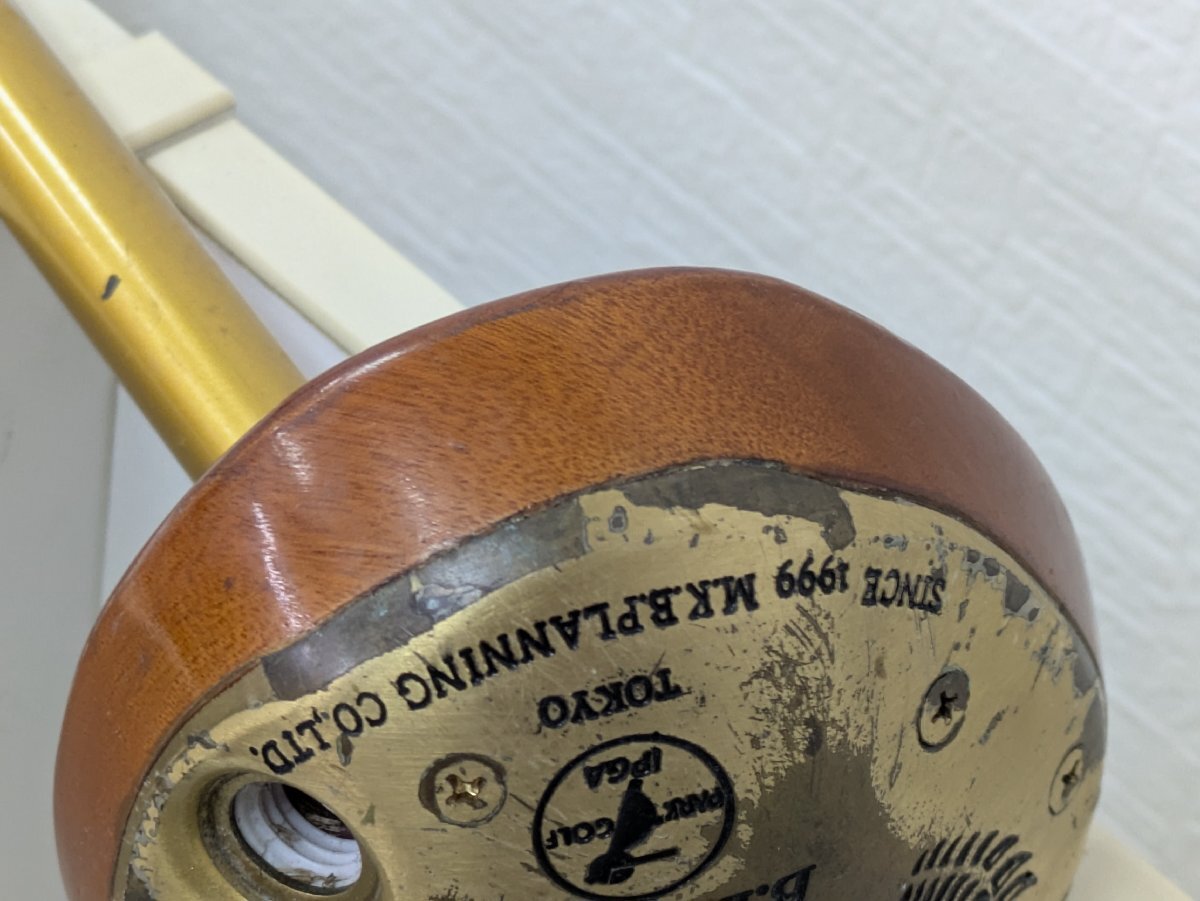 SINCE 1999 M.K.B.PLANNING CO.,LTD.
TOKYO
IPGA
PARK GOLF